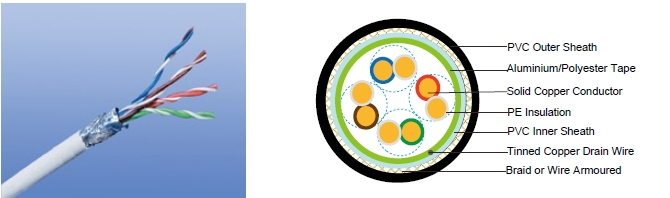 PVC Outer Sheath
Aluminium/Polyester Tape
Solid Copper Conductor
PE Insulation
PVC Inner Sheath
Tinned Copper Drain Wire
Braid or Wire Armoured